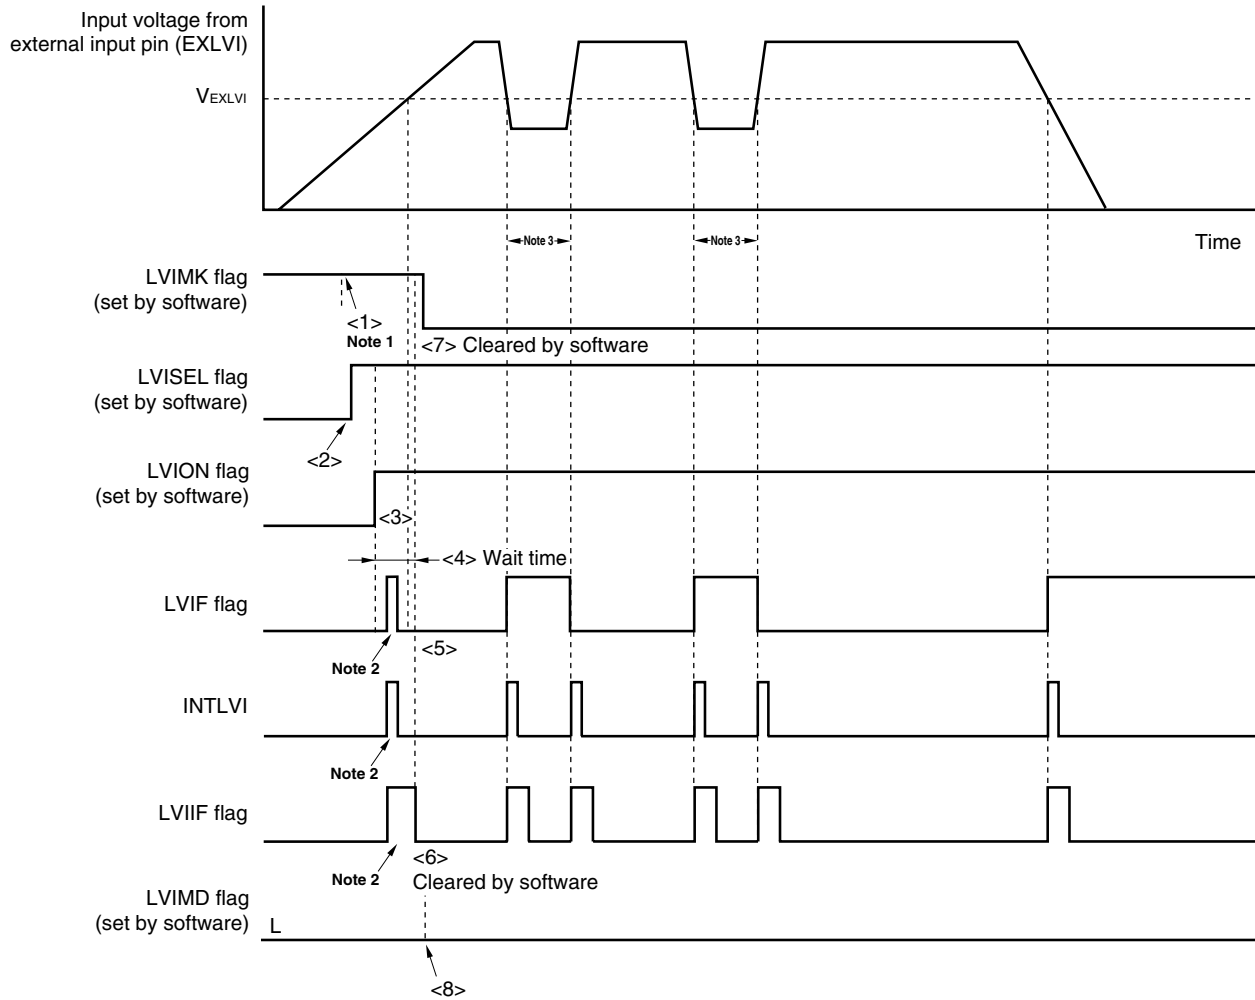 Input voltage from
external input pin (EXLVI)
VEXLVI
Note 3
Note 3
Time
LVIMK flag
(set by software)
<1>
Note 1
<7> Cleared by software
LVISEL flag
(set by software)
<2>
LVION flag
(set by software)
<3>
<4> Wait time
LVIF flag
Note 2
<5>
INTLVI
Note 2
LVIIF flag
Note 2
<6>
Cleared by software
LVIMD flag
(set by software)
L
<8>